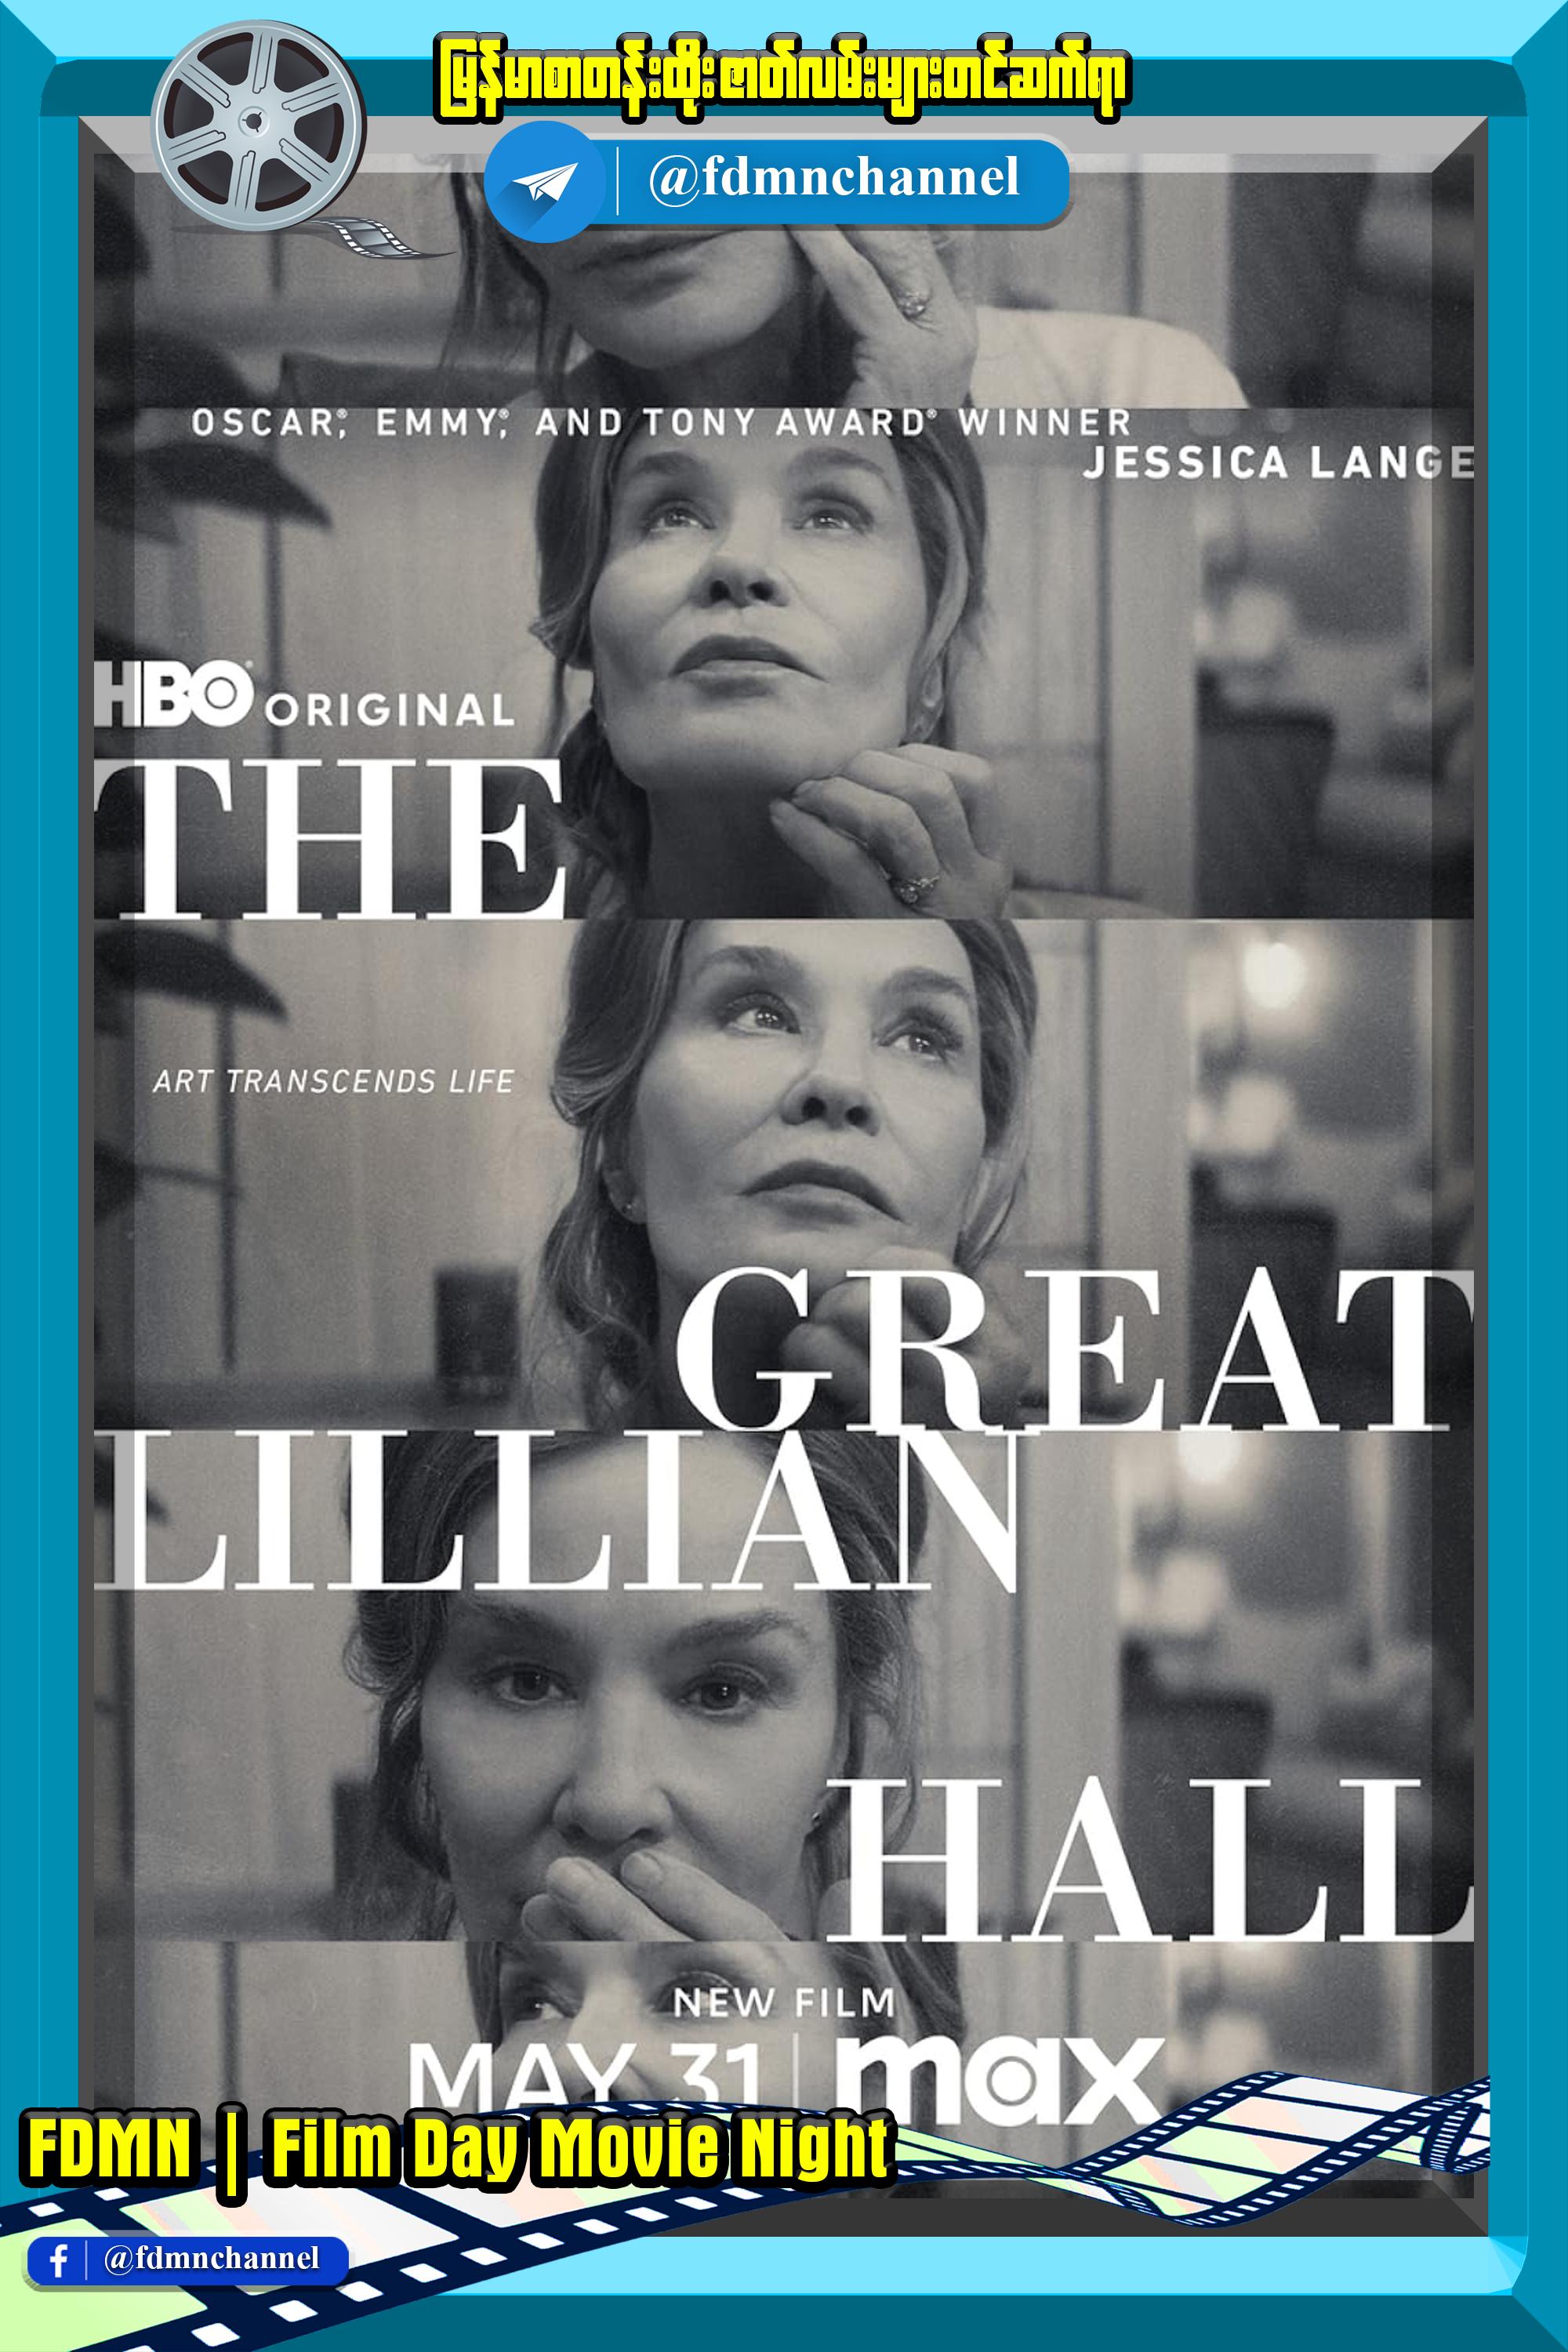 မြန်မာစာတန်းထိုး ဇာတ်လမ်းများတင်ဆက်ရာ
@fdmnchannel
OSCAR®, EMMY®, AND TONY AWARD® WINNER
JESSICA LANGE
HBO® ORIGINAL
THE
ART TRANSCENDS LIFE
GREAT
LILLIAN
HALL
NEW FILM
MAY 31 | max
FDMN | Film Day Movie Night
f | @fdmnchannel